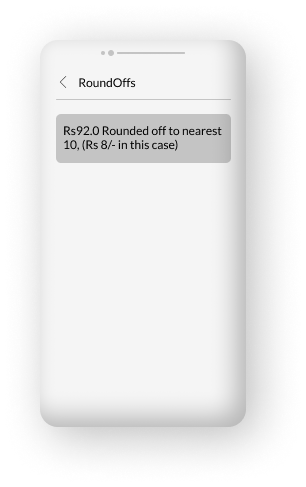 RoundOffs
Rs92.0 Rounded off to nearest
10, (Rs 8/- in this case)